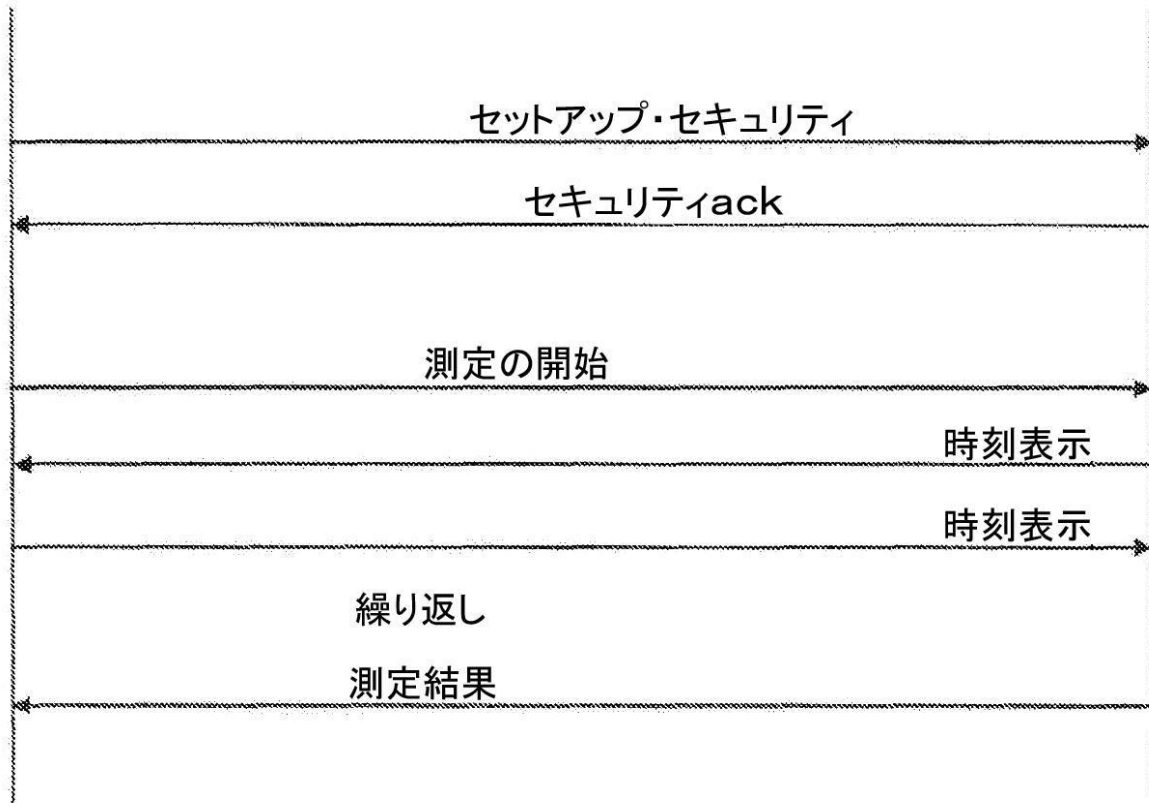 セットアップ・セキュリティ
セキュリティack
測定の開始
時刻表示
時刻表示
繰り返し
測定結果